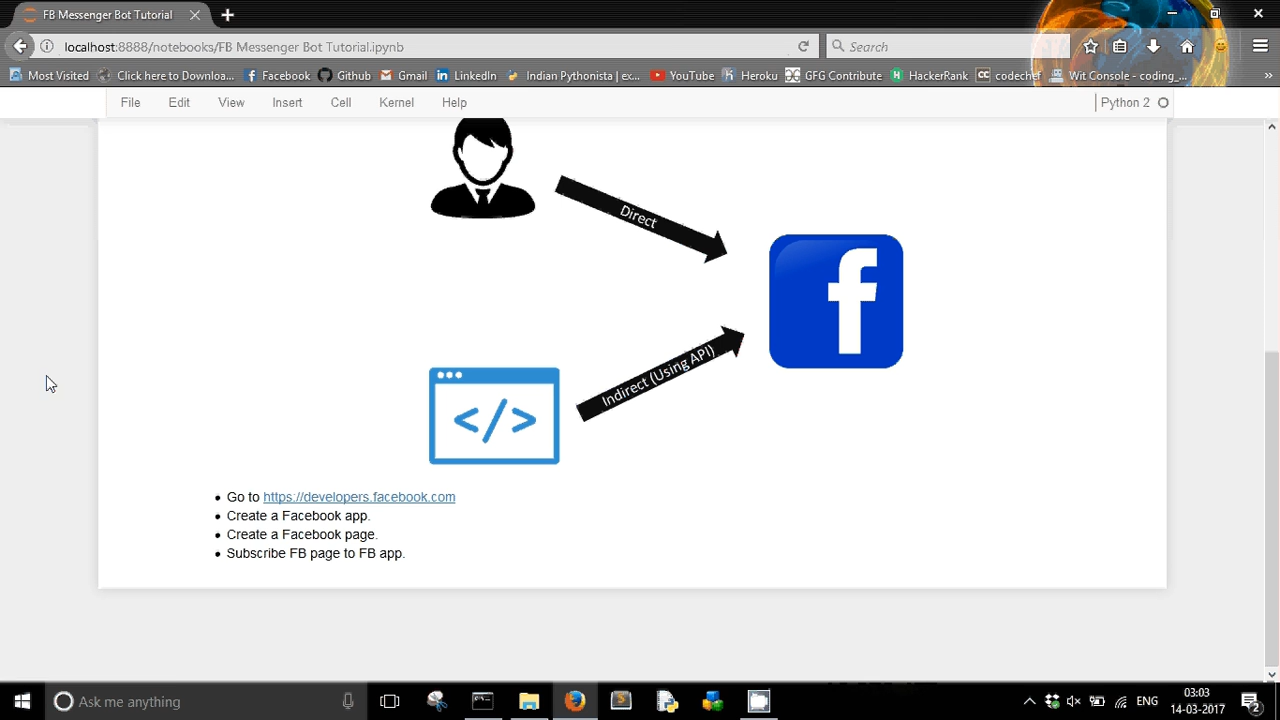 FB Messenger Bot Tutorial
localhost:8888/notebooks/FB Messenger Bot Tutorial.ipynb
Search
Most Visited
Click here to Downloa...
Facebook
Github
Gmail
LinkedIn
Indian Pythonista | ex...
YouTube
Heroku
GFG Contribute
HackerRank
codechef
Wit Console - coding_...
File
Edit
View
Insert
Cell
Kernel
Help
Python 2
Direct
Indirect (Using API)
Go to https://developers.facebook.com
Create a Facebook app.
Create a Facebook page.
Subscribe FB page to FB app.
Ask me anything
ENG
03:03
14-03-2017
2